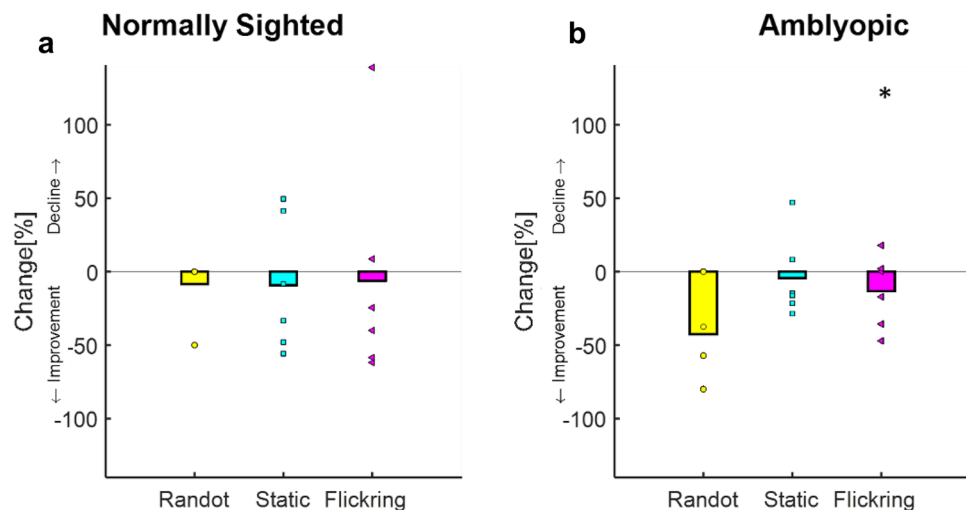 a
Normally Sighted
Change[%]
← Improvement
Decline →
100
50
0
-50
-100
Randot
Static
Flickring
b
Amblyopic
*
Change[%]
← Improvement
Decline →
100
50
0
-50
-100
Randot
Static
Flickring